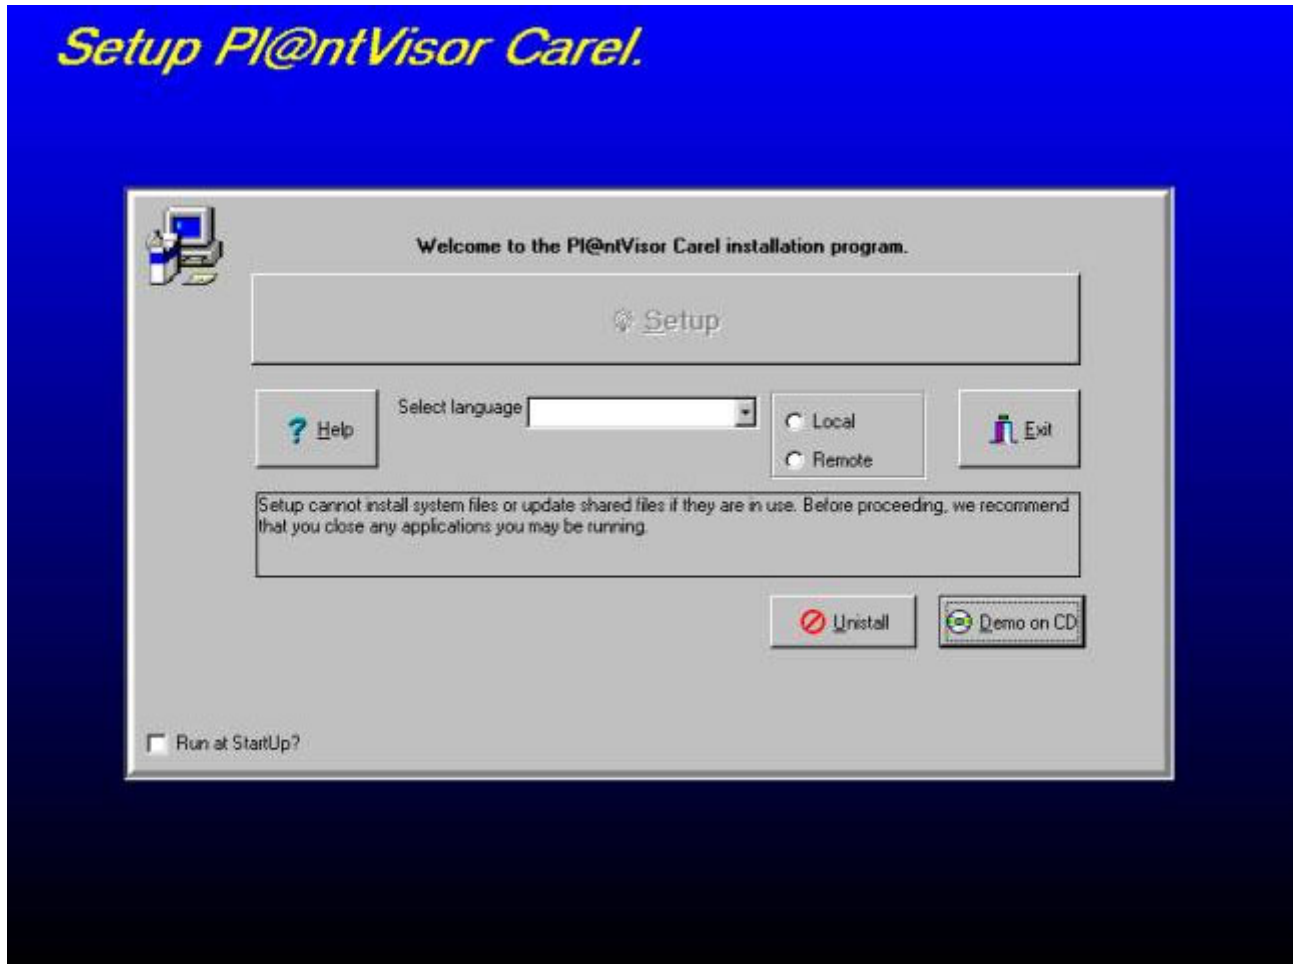 Setup Pl@ntVisor Carel.
Welcome to the Pl@ntVisor Carel installation program.
Setup
Help
Select language
Local
Remote
Exit
Setup cannot install system files or update shared files if they are in use. Before proceeding, we recommend
that you close any applications you may be running.
Unistall
Demo on CD
Run at StartUp?